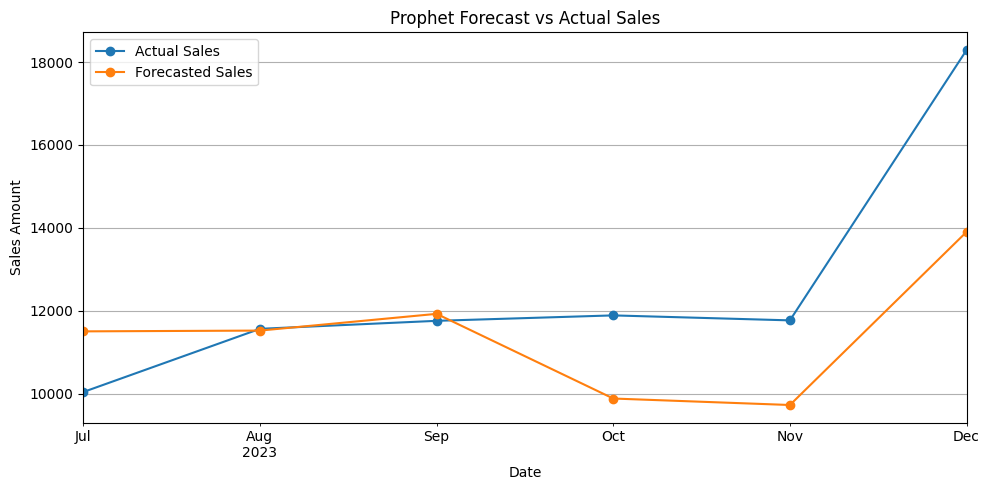 Prophet Forecast vs Actual Sales
Actual Sales
Forecasted Sales
Sales Amount
18000
16000
14000
12000
10000
Jul
Aug
2023
Sep
Oct
Nov
Dec
Date